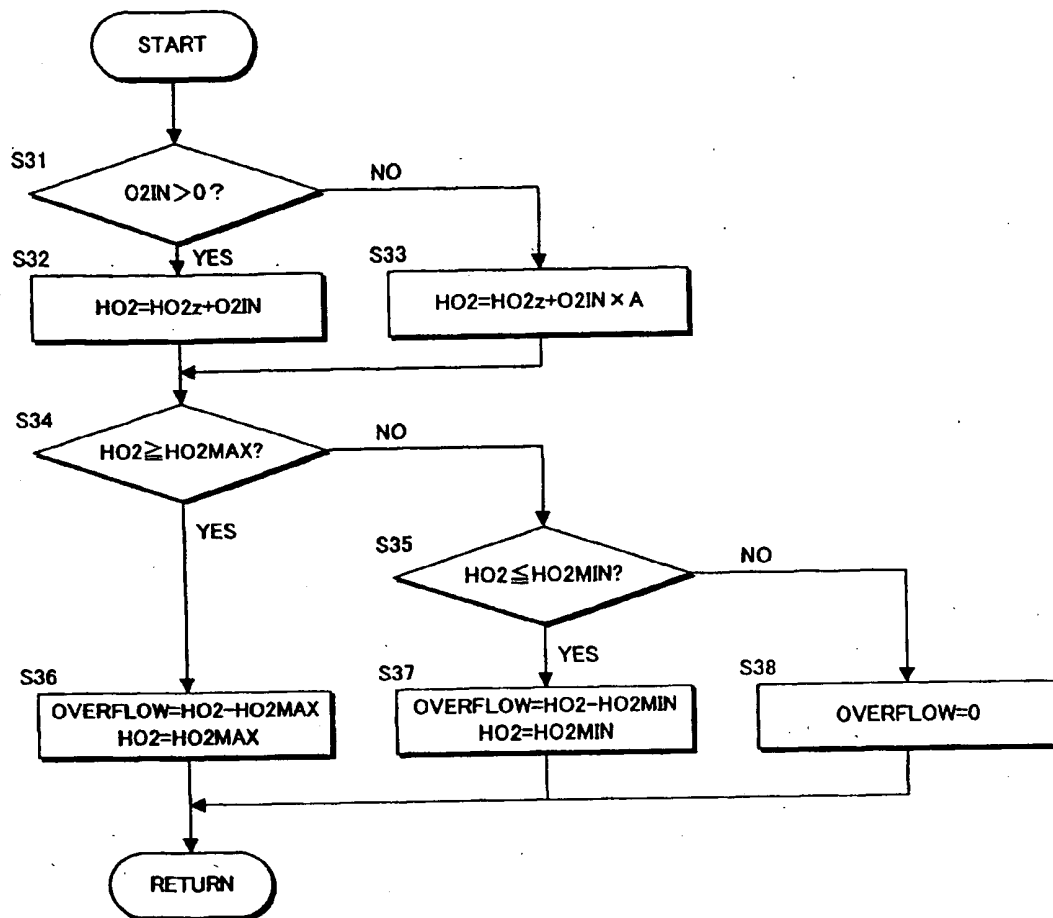 START
S31
O2IN>0?
NO
YES
S32
HO2=HO2z+O2IN
S33
HO2=HO2z+O2IN×A
S34
HO2≧HO2MAX?
NO
YES
S35
HO2≦HO2MIN?
NO
YES
S36
OVERFLOW=HO2-HO2MAX
HO2=HO2MAX
S37
OVERFLOW=HO2-HO2MIN
HO2=HO2MIN
S38
OVERFLOW=0
RETURN